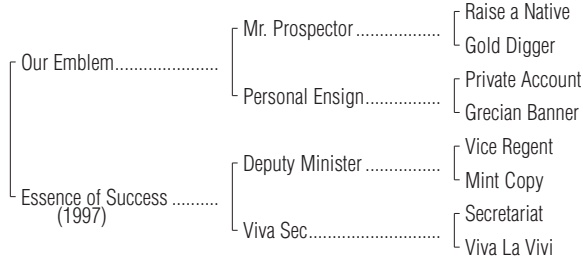 Raise a Native
Mr. Prospector ..................
Gold Digger
Our Emblem......................
Private Account
Personal Ensign................
Grecian Banner
Vice Regent
Deputy Minister ................
Mint Copy
Essence of Success ..........
(1997)
Secretariat
Viva Sec............................
Viva La Vivi